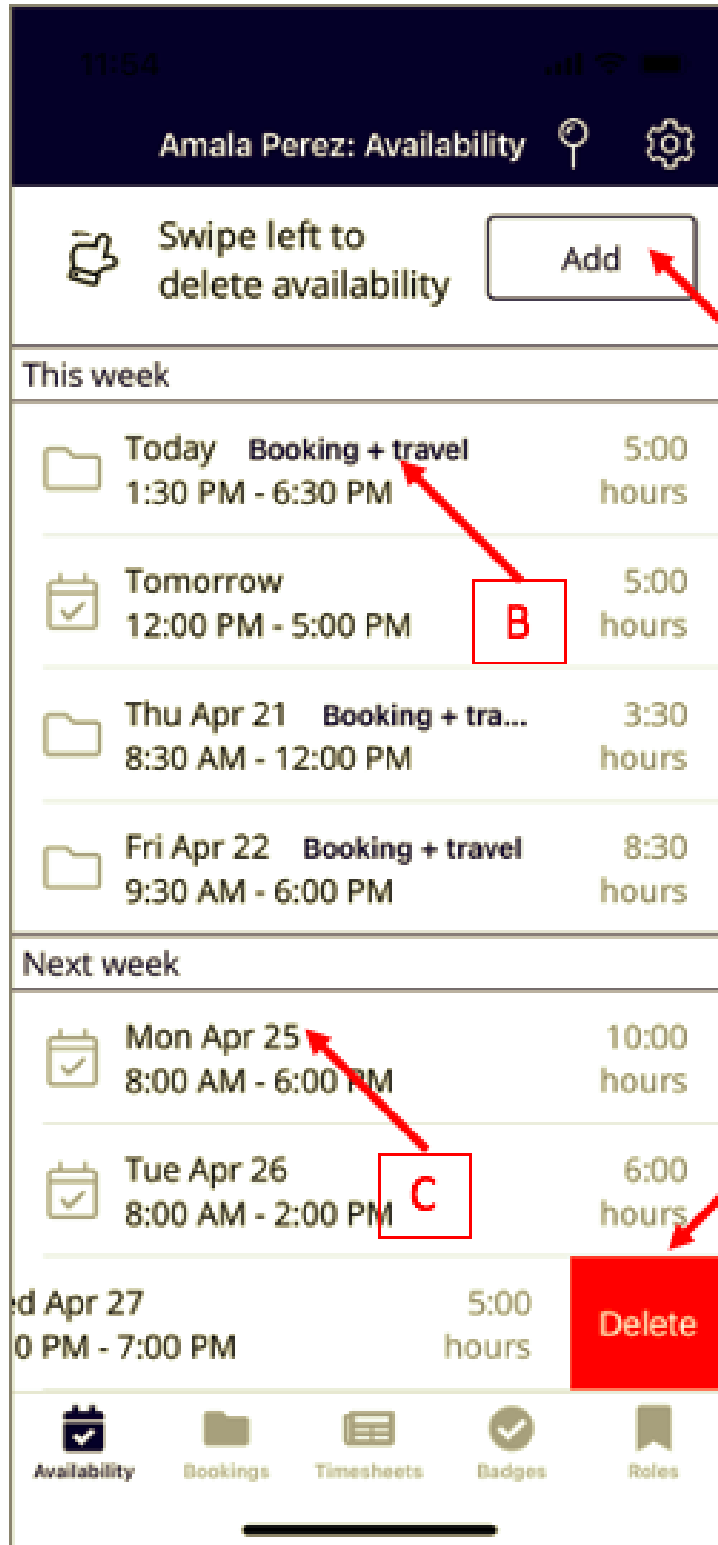 11:54
Amala Perez: Availability
Swipe left to
delete availability
Add
This week
Today Booking + travel 5:00
1:30 PM - 6:30 PM hours
Tomorrow 5:00
12:00 PM - 5:00 PM hours
B
Thu Apr 21 Booking + tra... 3:30
8:30 AM - 12:00 PM hours
Fri Apr 22 Booking + travel 8:30
9:30 AM - 6:00 PM hours
Next week
Mon Apr 25 10:00
8:00 AM - 6:00 PM hours
Tue Apr 26 6:00
8:00 AM - 2:00 PM hours
C
ed Apr 27 5:00
0 PM - 7:00 PM hours
Delete
Availability Bookings Timesheets Badges Roles